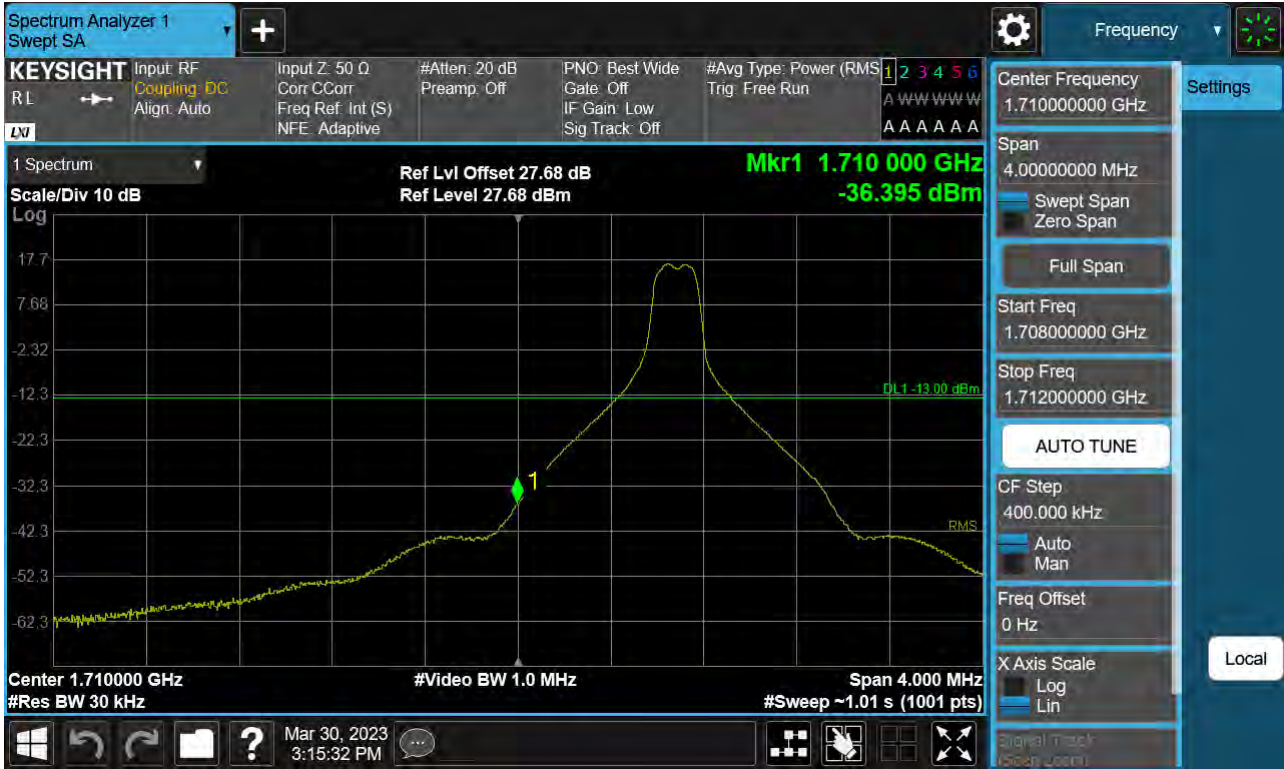 Spectrum Analyzer 1
Swept SA
Frequency
KEYSIGHT
RL
LXI
Input: RF
Coupling: DC
Align: Auto
Input Z: 50 Ω
Corr CCorr
Freq Ref: Int (S)
NFE: Adaptive
#Atten: 20 dB
Preamp: Off
PNO: Best Wide
Gate: Off
IF Gain: Low
Sig Track: Off
#Avg Type: Power (RMS
Trig: Free Run
1 2 3 4 5 6
A W W W W W
A A A A A A
1 Spectrum
Scale/Div 10 dB
Log
Ref Lvl Offset 27.68 dB
Ref Level 27.68 dBm
Mkr1 1.710 000 GHz
-36.395 dBm
17.7
7.68
-2.32
-12.3
DL1 -13.00 dBm
-22.3
-32.3
1
-42.3
RMS
-52.3
-62.3
Center 1.710000 GHz
#Video BW 1.0 MHz
Span 4.000 MHz
#Res BW 30 kHz
#Sweep ~1.01 s (1001 pts)
Center Frequency
1.710000000 GHz
Settings
Span
4.00000000 MHz
Swept Span
Zero Span
Full Span
Start Freq
1.708000000 GHz
Stop Freq
1.712000000 GHz
AUTO TUNE
CF Step
400.000 kHz
Auto
Man
Freq Offset
0 Hz
X Axis Scale
Log
Lin
Local
Signal Track
(Span Zoom)
Mar 30, 2023
3:15:32 PM